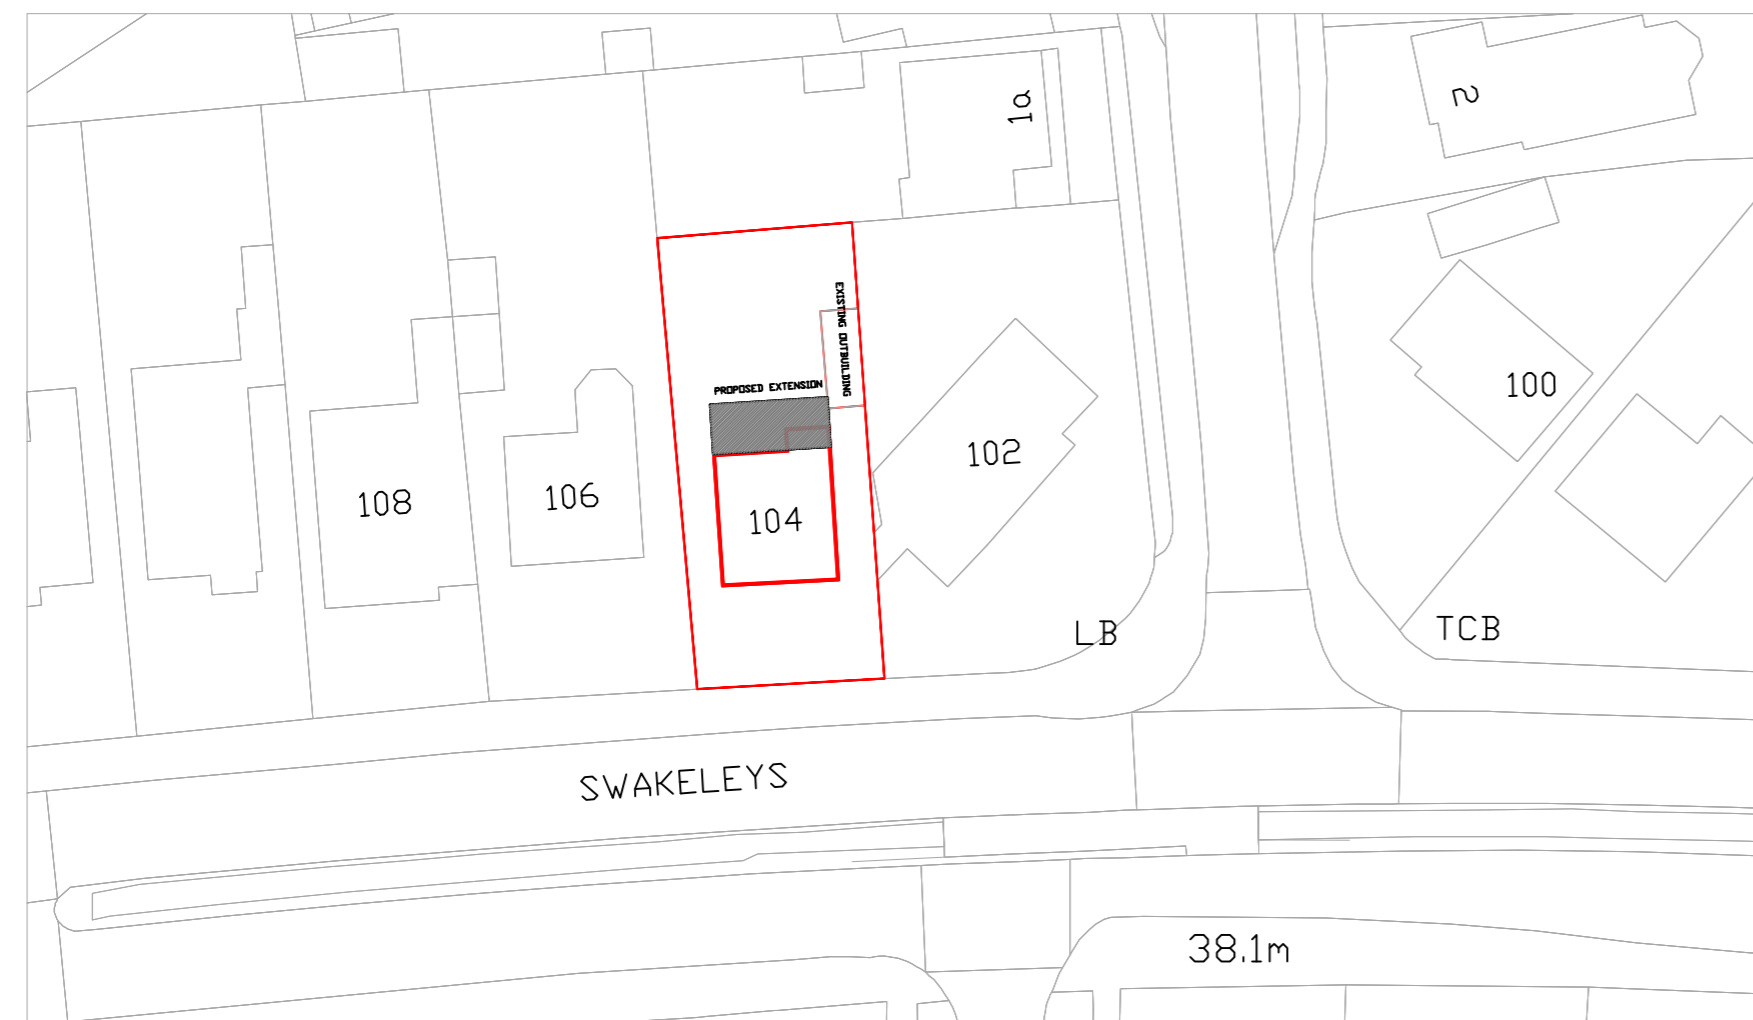 1a
2
EXISTING OUTBUILDING
PROPOSED EXTENSION
100
102
108
106
104
LB
TCB
SWAKELEYS
38.1m